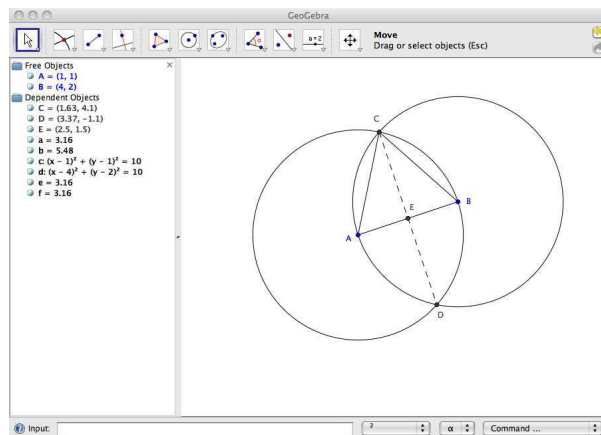 GeoGebra
a = 2
Move
Drag or select objects (Esc)
Free Objects
A = (1, 1)
B = (4, 2)
Dependent Objects
C = (1.63, 4.1)
D = (3.37, -1.1)
E = (2.5, 1.5)
a = 3.16
b = 5.48
c: (x - 1)² + (y - 1)² = 10
d: (x - 4)² + (y - 2)² = 10
e = 3.16
f = 3.16
C
B
E
A
D
Input:
²
α
Command ...